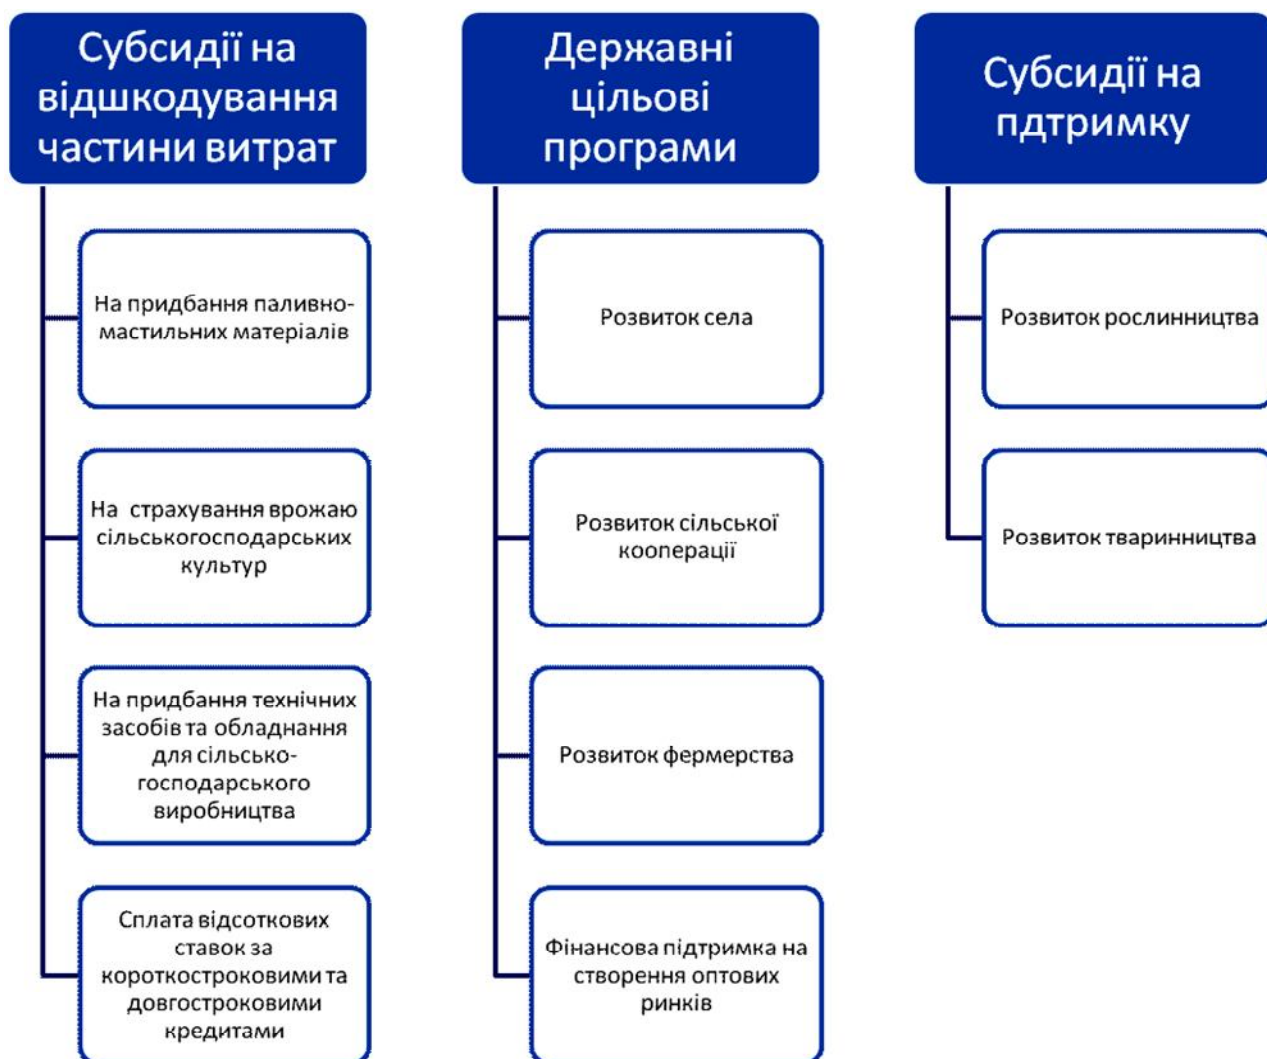 Субсидії на
відшкодування
частини витрат
На придбання паливно-
мастильних матеріалів
На страхування врожаю
сільськогосподарських
культур
На придбання технічних
засобів та обладнання
для сільсько-
господарського
виробництва
Сплата відсоткових
ставок за
короткостроковими та
довгостроковими
кредитами
Державні
цільові
програми
Розвиток села
Розвиток сільської
кооперації
Розвиток фермерства
Фінансова підтримка на
створення оптових
ринків
Субсидії на
пдтримку
Розвиток рослинництва
Розвиток тваринництва